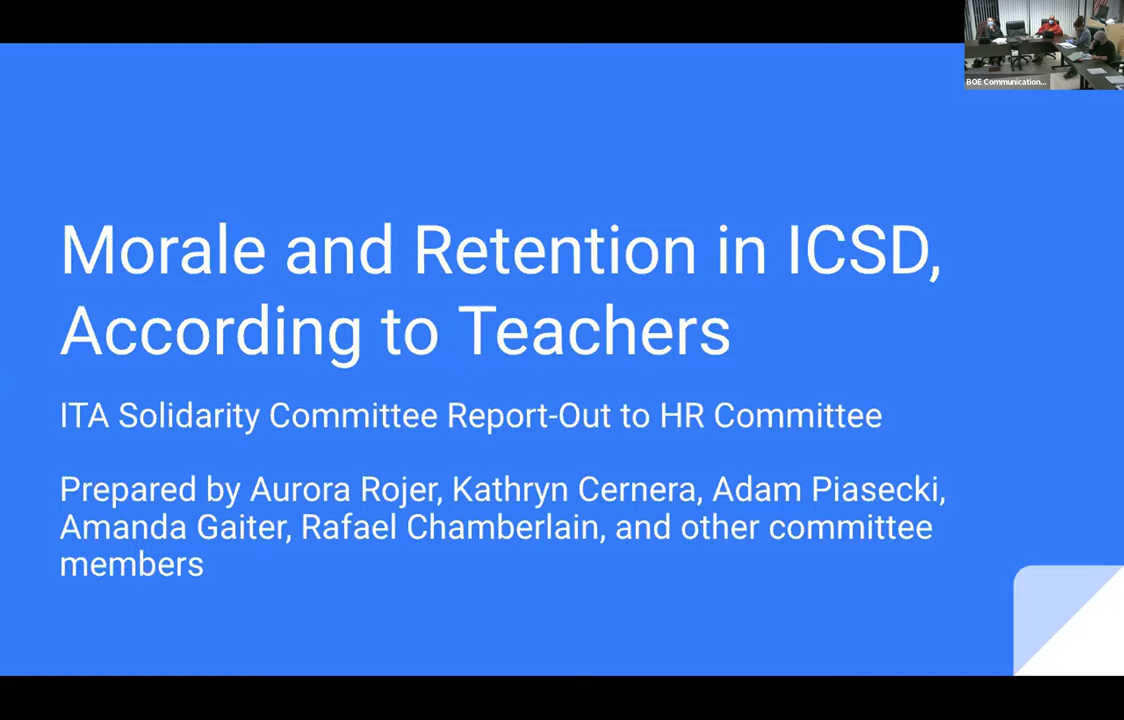 BOE Communication...
Morale and Retention in ICSD,
According to Teachers
ITA Solidarity Committee Report-Out to HR Committee
Prepared by Aurora Rojer, Kathryn Cernera, Adam Piasecki,
Amanda Gaiter, Rafael Chamberlain, and other committee
members